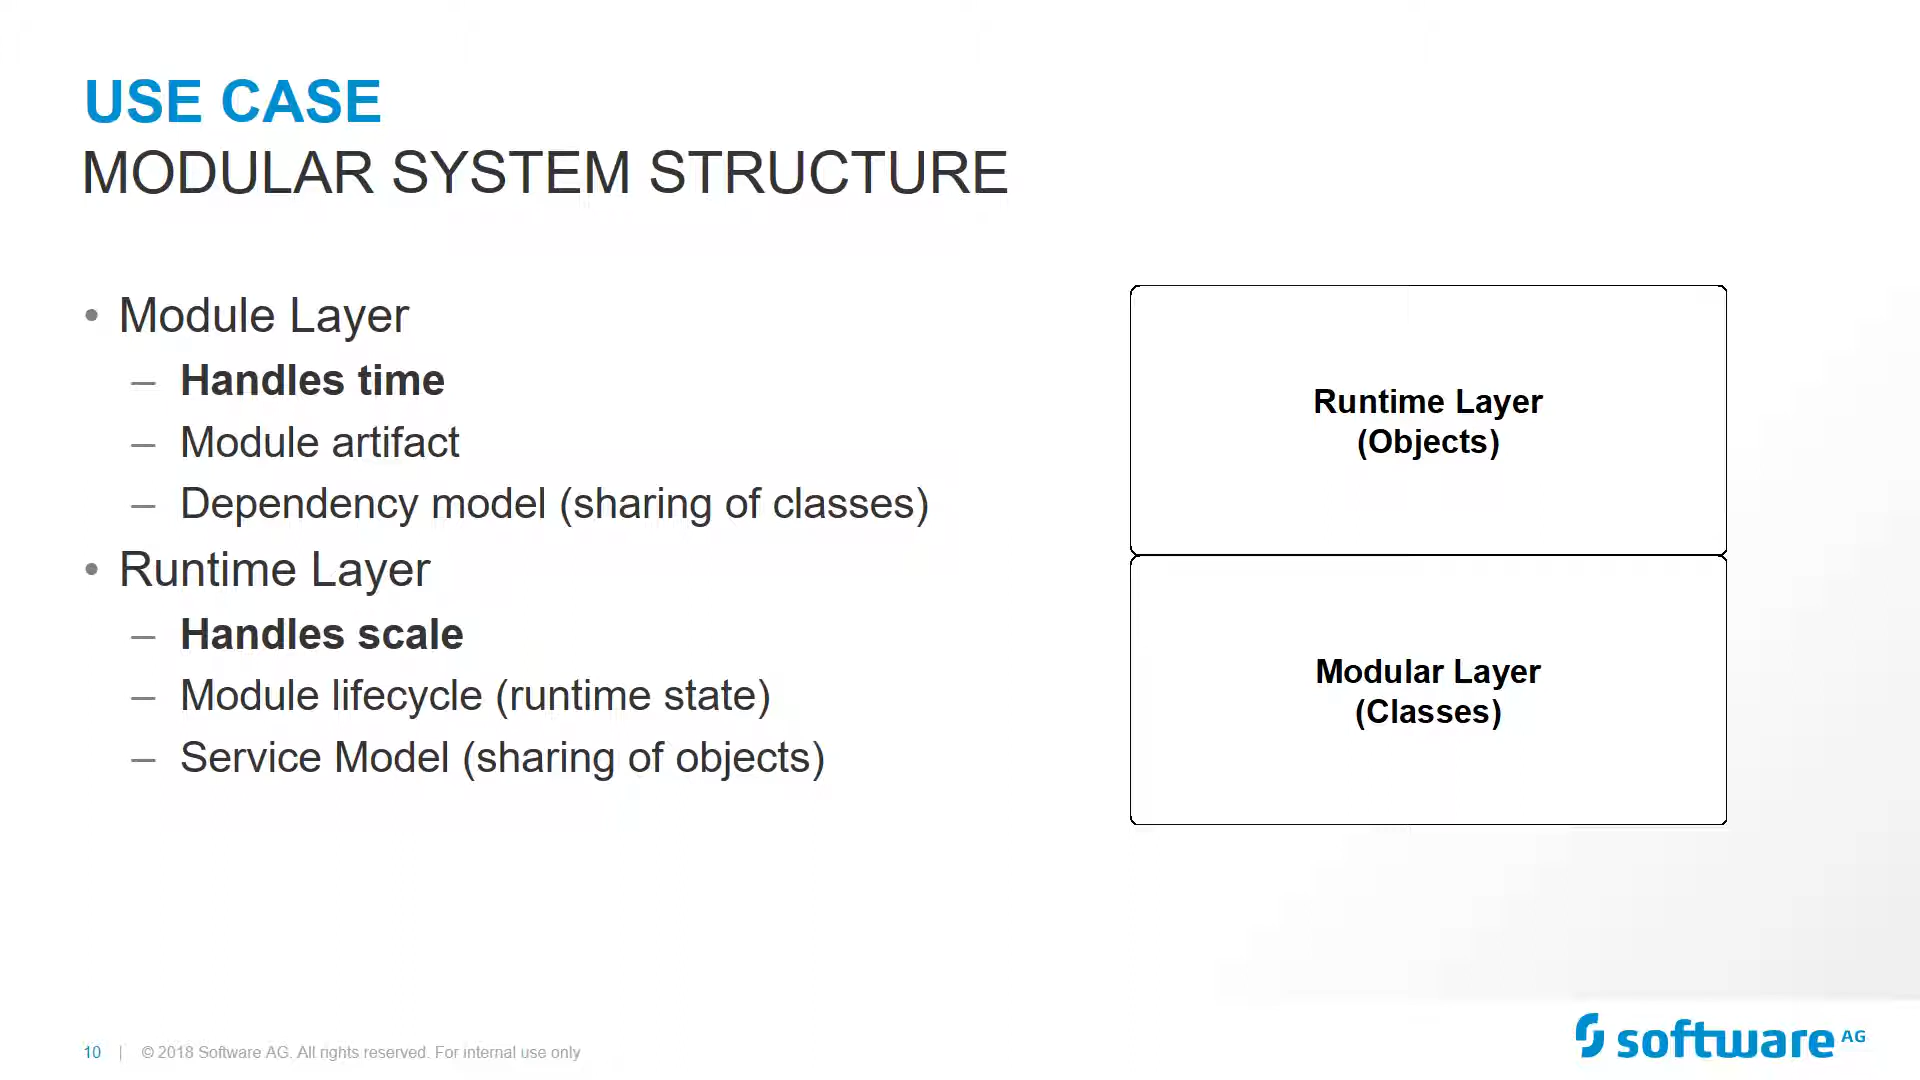 USE CASE
MODULAR SYSTEM STRUCTURE
• Module Layer
– Handles time
– Module artifact
– Dependency model (sharing of classes)
• Runtime Layer
– Handles scale
– Module lifecycle (runtime state)
– Service Model (sharing of objects)
Runtime Layer
(Objects)
Modular Layer
(Classes)
10 | © 2018 Software AG. All rights reserved. For internal use only
software AG